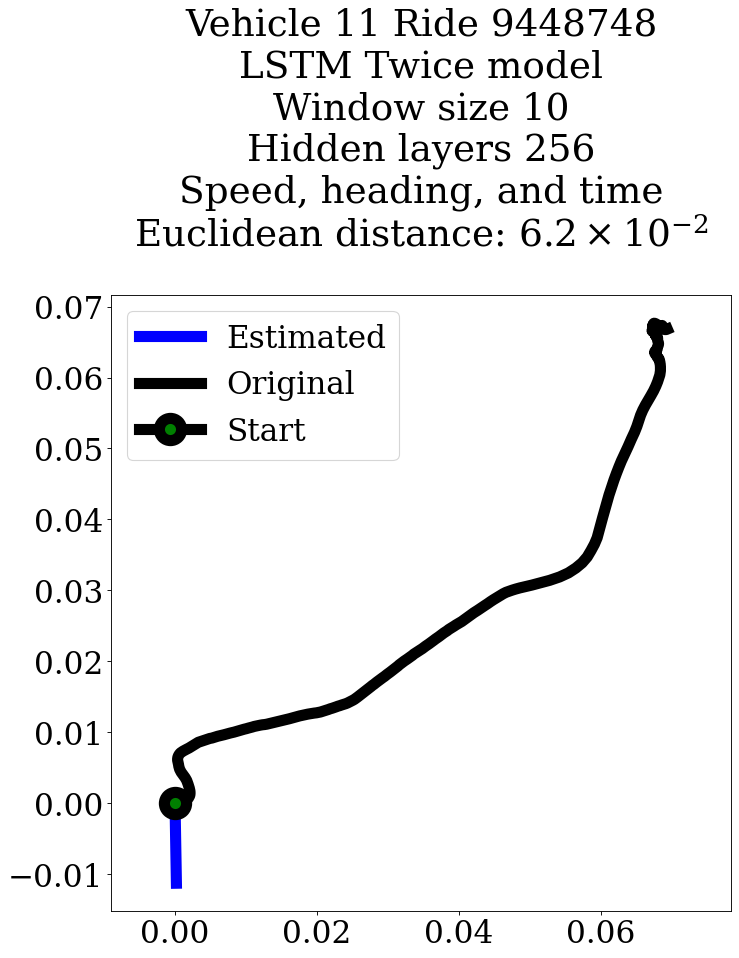 Vehicle 11 Ride 9448748
LSTM Twice model
Window size 10
Hidden layers 256
Speed, heading, and time
Euclidean distance: 6.2 × 10⁻²
0.07
0.06
0.05
0.04
0.03
0.02
0.01
0.00
−0.01
Estimated
Original
Start
0.00 0.02 0.04 0.06